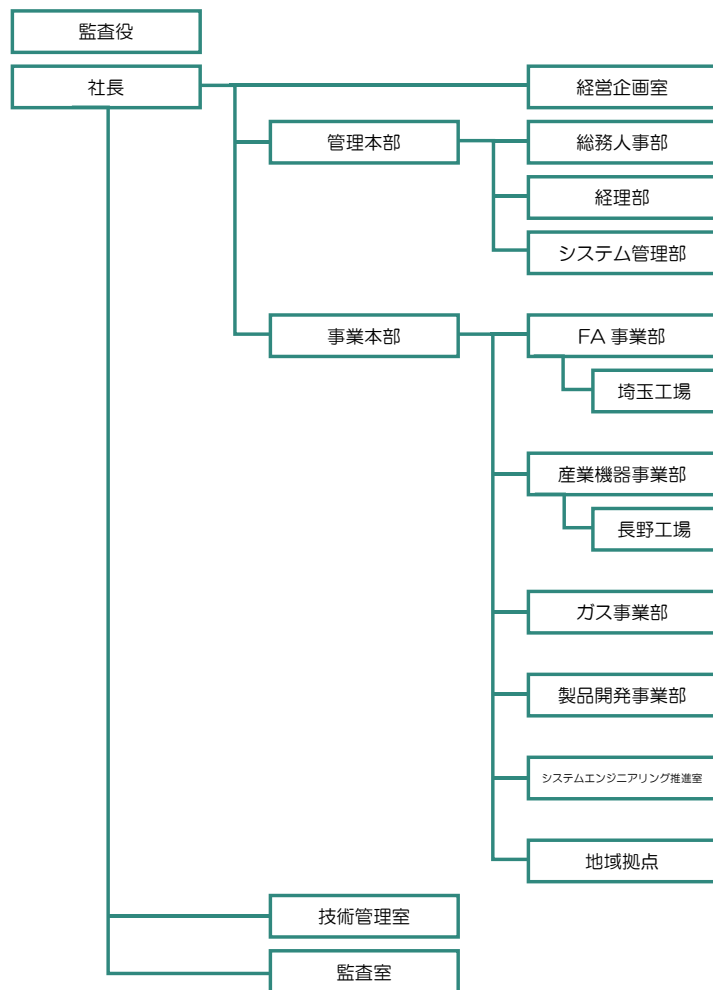 監査役
社長
経営企画室
管理本部
総務人事部
経理部
システム管理部
事業本部
FA 事業部
埼玉工場
産業機器事業部
長野工場
ガス事業部
製品開発事業部
システムエンジニアリング推進室
地域拠点
技術管理室
監査室